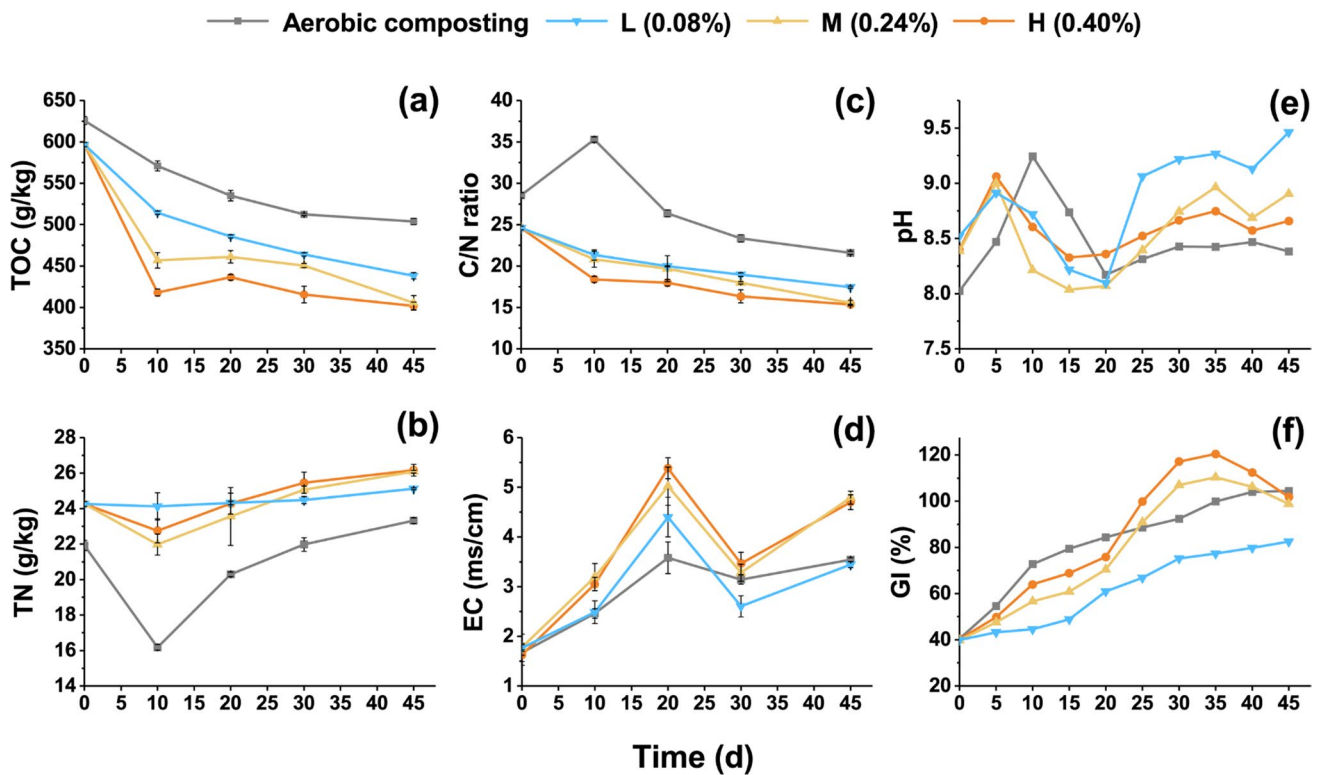 Aerobic composting L (0.08%) M (0.24%) H (0.40%)
(a)
TOC (g/kg)
650
600
550
500
450
400
350
0 5 10 15 20 25 30 35 40 45
(c)
C/N ratio
40
35
30
25
20
15
10
0 5 10 15 20 25 30 35 40 45
(e)
pH
9.5
9.0
8.5
8.0
7.5
0 5 10 15 20 25 30 35 40 45
(b)
TN (g/kg)
28
26
24
22
20
18
16
14
0 5 10 15 20 25 30 35 40 45
(d)
EC (ms/cm)
6
5
4
3
2
1
0 5 10 15 20 25 30 35 40 45
(f)
GI (%)
120
100
80
60
40
20
0 5 10 15 20 25 30 35 40 45
Time (d)